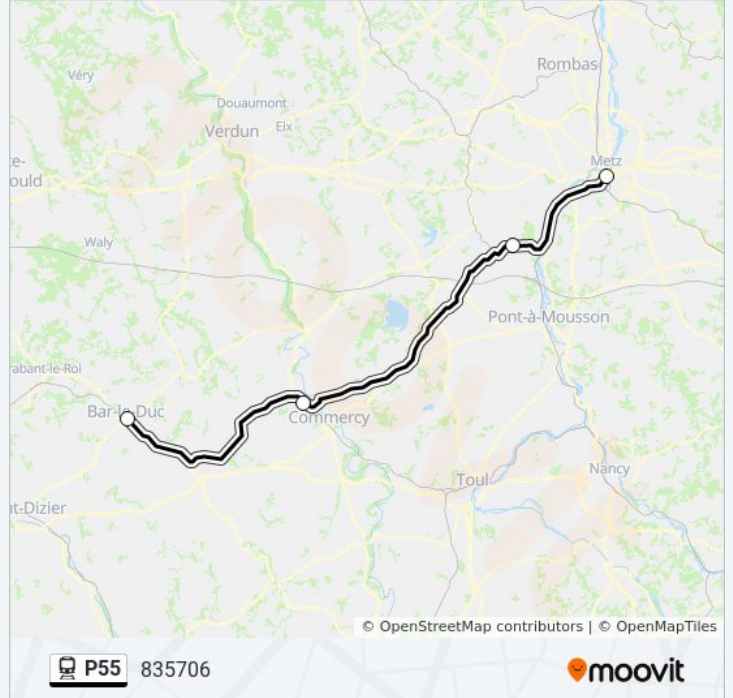 Rombas
Véry
Douaumont
Verdun
Eix
Metz
ould
Waly
Pont-à-Mousson
rabant-le-Roi
Bar-le-Duc
Commercy
Toul
Nancy
nt-Dizier
© OpenStreetMap contributors | © OpenMapTiles
P55 835706
moovit